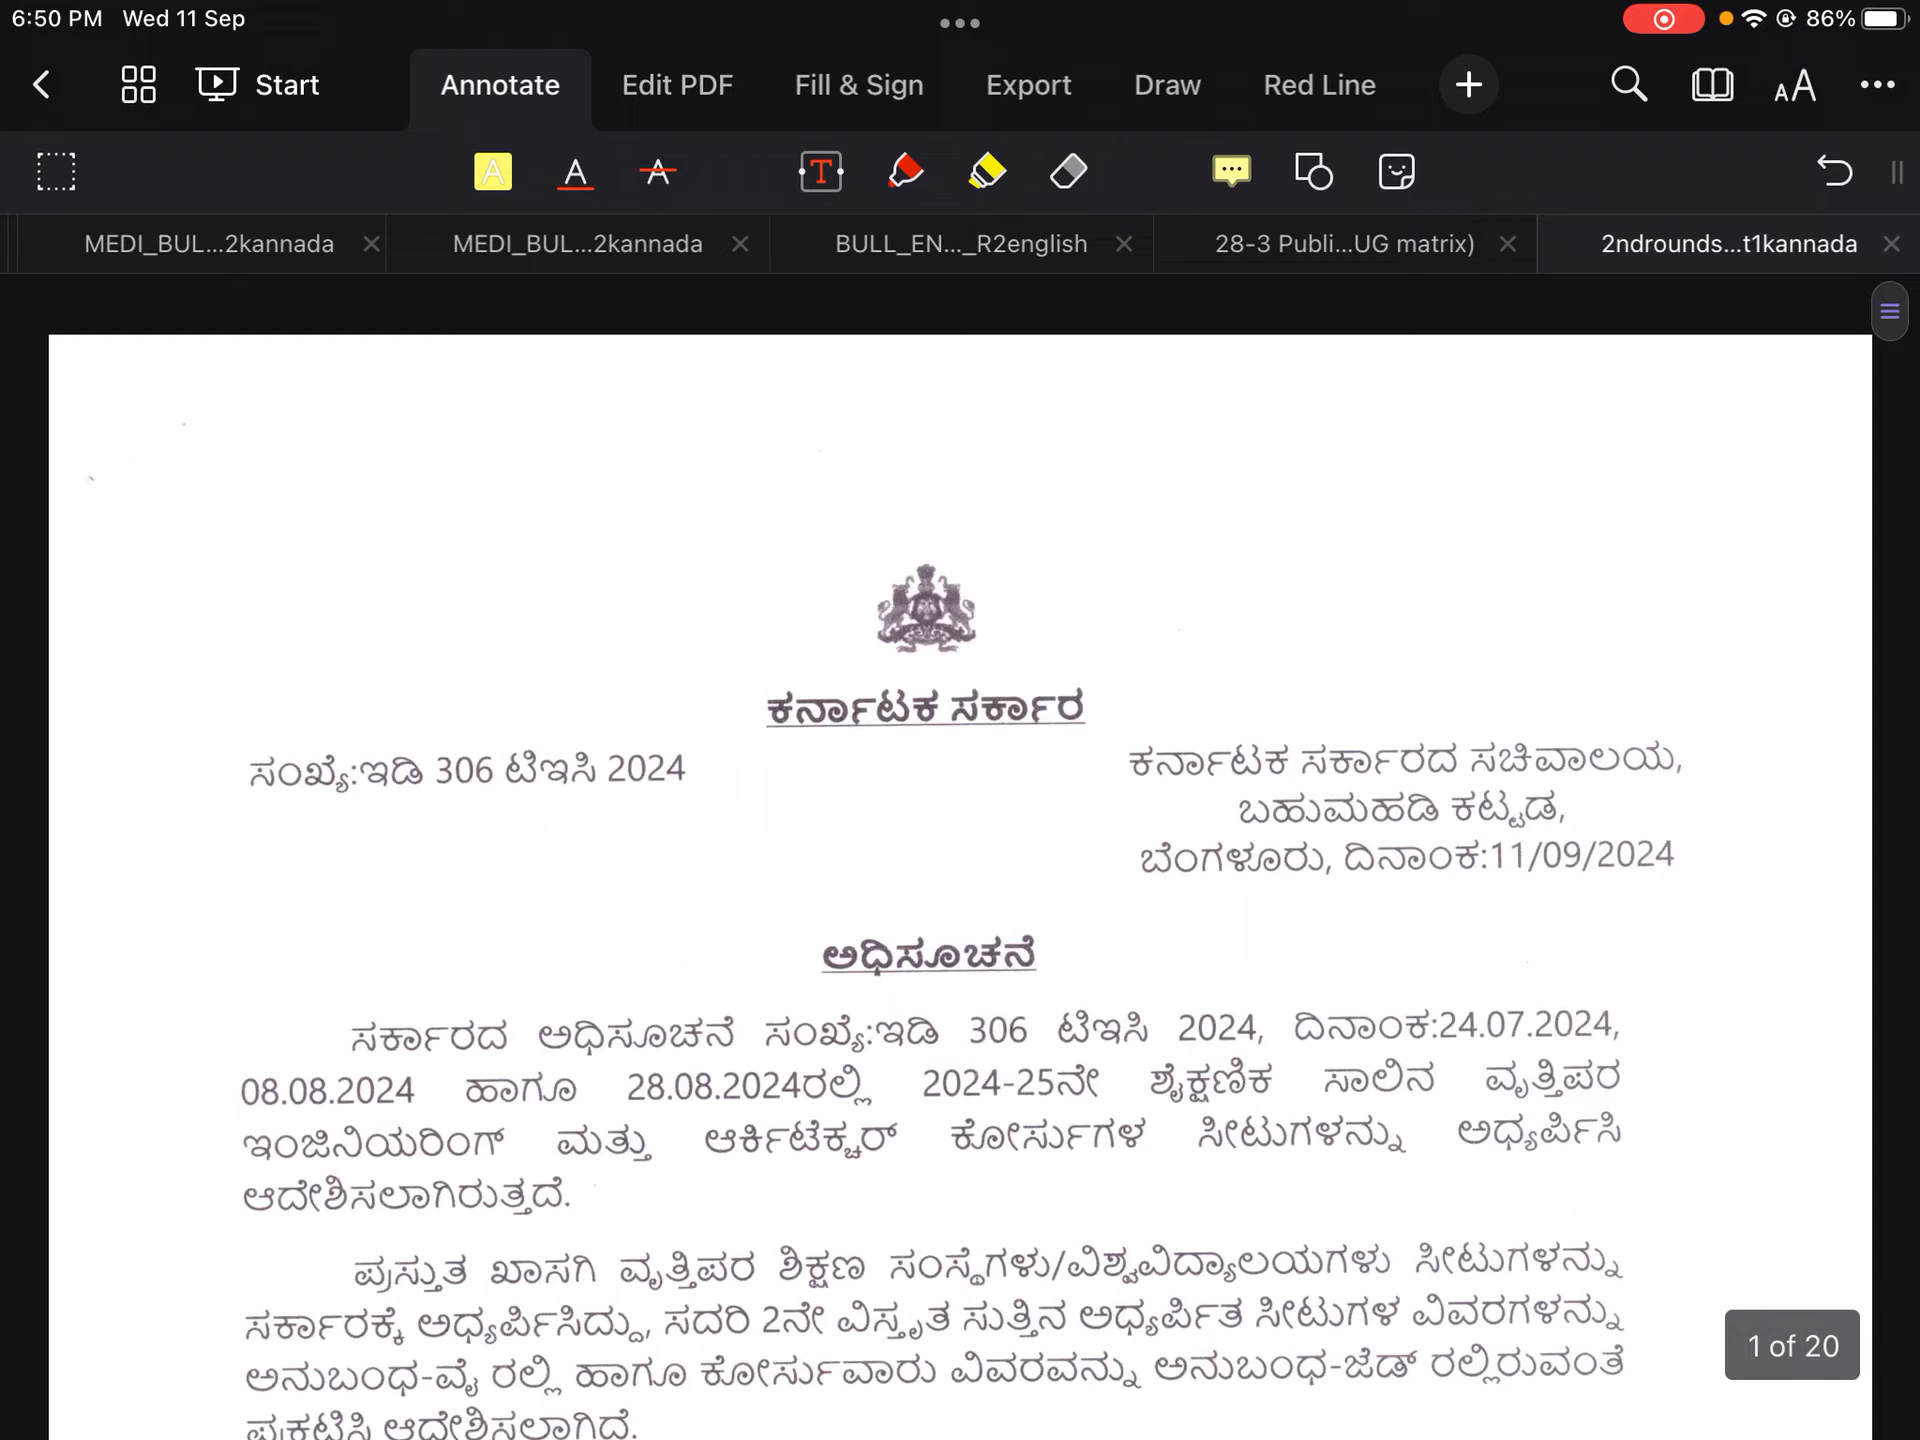 6:50 PM Wed 11 Sep
86%
Start
Annotate
Edit PDF
Fill & Sign
Export
Draw
Red Line
MEDI_BUL...2kannada
MEDI_BUL...2kannada
BULL_EN..._R2english
28-3 Publi...UG matrix)
2ndrounds...t1kannada
ಕರ್ನಾಟಕ ಸರ್ಕಾರ
ಸಂಖ್ಯೆ:ಇಡಿ 306 ಟಿಇಸಿ 2024
ಕರ್ನಾಟಕ ಸರ್ಕಾರದ ಸಚಿವಾಲಯ,
ಬಹುಮಹಡಿ ಕಟ್ಟಡ,
ಬೆಂಗಳೂರು, ದಿನಾಂಕ:11/09/2024
ಅಧಿಸೂಚನೆ
ಸರ್ಕಾರದ ಅಧಿಸೂಚನೆ ಸಂಖ್ಯೆ:ಇಡಿ 306 ಟಿಇಸಿ 2024, ದಿನಾಂಕ:24.07.2024,
08.08.2024 ಹಾಗೂ 28.08.2024ರಲ್ಲಿ 2024-25ನೇ ಶೈಕ್ಷಣಿಕ ಸಾಲಿನ ವೃತ್ತಿಪರ
ಇಂಜಿನಿಯರಿಂಗ್ ಮತ್ತು ಆರ್ಕಿಟೆಕ್ಚರ್ ಕೋರ್ಸುಗಳ ಸೀಟುಗಳನ್ನು ಅಧ್ಯರ್ಪಿಸಿ
ಆದೇಶಿಸಲಾಗಿರುತ್ತದೆ.
ಪ್ರಸ್ತುತ ಖಾಸಗಿ ವೃತ್ತಿಪರ ಶಿಕ್ಷಣ ಸಂಸ್ಥೆಗಳು/ವಿಶ್ವವಿದ್ಯಾಲಯಗಳು ಸೀಟುಗಳನ್ನು
ಸರ್ಕಾರಕ್ಕೆ ಅಧ್ಯರ್ಪಿಸಿದ್ದು, ಸದರಿ 2ನೇ ವಿಸ್ತೃತ ಸುತ್ತಿನ ಅಧ್ಯರ್ಪಿತ ಸೀಟುಗಳ ವಿವರಗಳನ್ನು
ಅನುಬಂಧ-ವೈ ರಲ್ಲಿ ಹಾಗೂ ಕೋರ್ಸುವಾರು ವಿವರವನ್ನು ಅನುಬಂಧ-ಜೆಡ್ ರಲ್ಲಿರುವಂತೆ
ಪ್ರಕಟಿಸಿ ಆದೇಶಿಸಲಾಗಿದೆ.
1 of 20